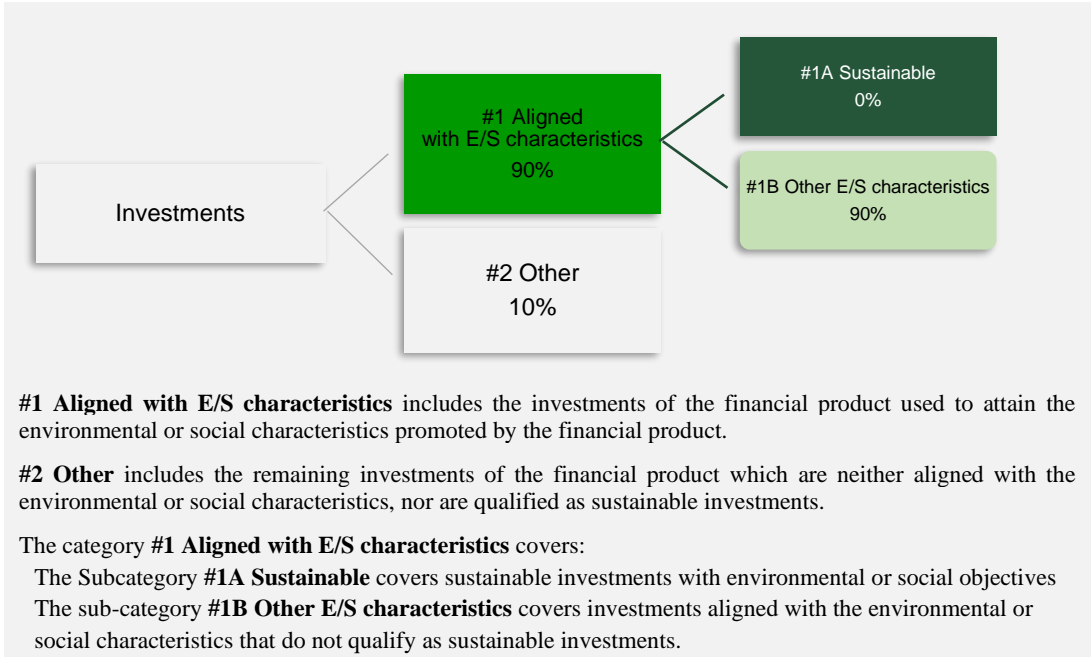 #1A Sustainable
0%
#1 Aligned
with E/S characteristics
90%
#1B Other E/S characteristics
90%
Investments
#2 Other
10%
#1 Aligned with E/S characteristics includes the investments of the financial product used to attain the
environmental or social characteristics promoted by the financial product.
#2 Other includes the remaining investments of the financial product which are neither aligned with the
environmental or social characteristics, nor are qualified as sustainable investments.
The category #1 Aligned with E/S characteristics covers:
The Subcategory #1A Sustainable covers sustainable investments with environmental or social objectives
The sub-category #1B Other E/S characteristics covers investments aligned with the environmental or
social characteristics that do not qualify as sustainable investments.